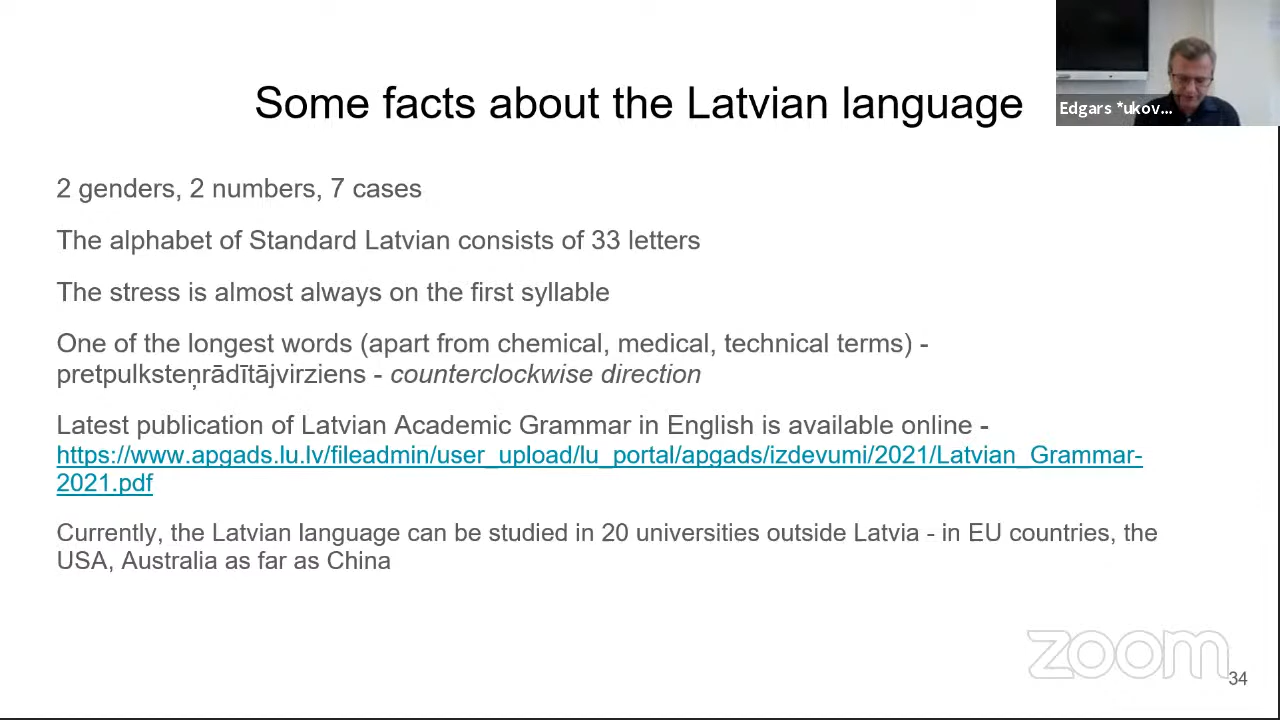 Some facts about the Latvian language
Edgars *ukov...
2 genders, 2 numbers, 7 cases
The alphabet of Standard Latvian consists of 33 letters
The stress is almost always on the first syllable
One of the longest words (apart from chemical, medical, technical terms) -
pretpulksteņrādītājvirziens - counterclockwise direction
Latest publication of Latvian Academic Grammar in English is available online -
https://www.apgads.lu.lv/fileadmin/user_upload/lu_portal/apgads/izdevumi/2021/Latvian_Grammar-
2021.pdf
Currently, the Latvian language can be studied in 20 universities outside Latvia - in EU countries, the
USA, Australia as far as China
zoom
34